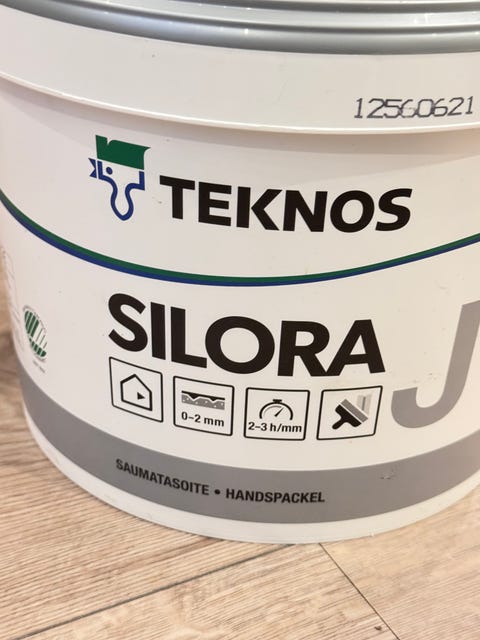 12560621
TEKNOS
SILORA J
0-2 mm
2-3 h/mm
SAUMATASOITE • HANDSPACKEL